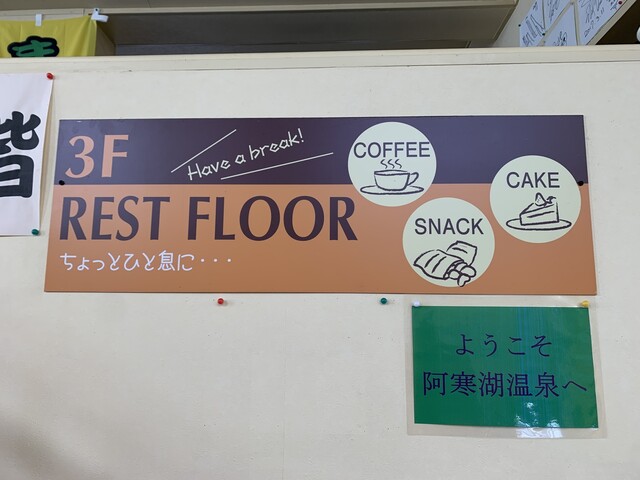 皆
3F
Have a break!
REST FLOOR
ちょっとひと息に・・・
COFFEE
CAKE
SNACK
ようこそ
阿寒湖温泉へ